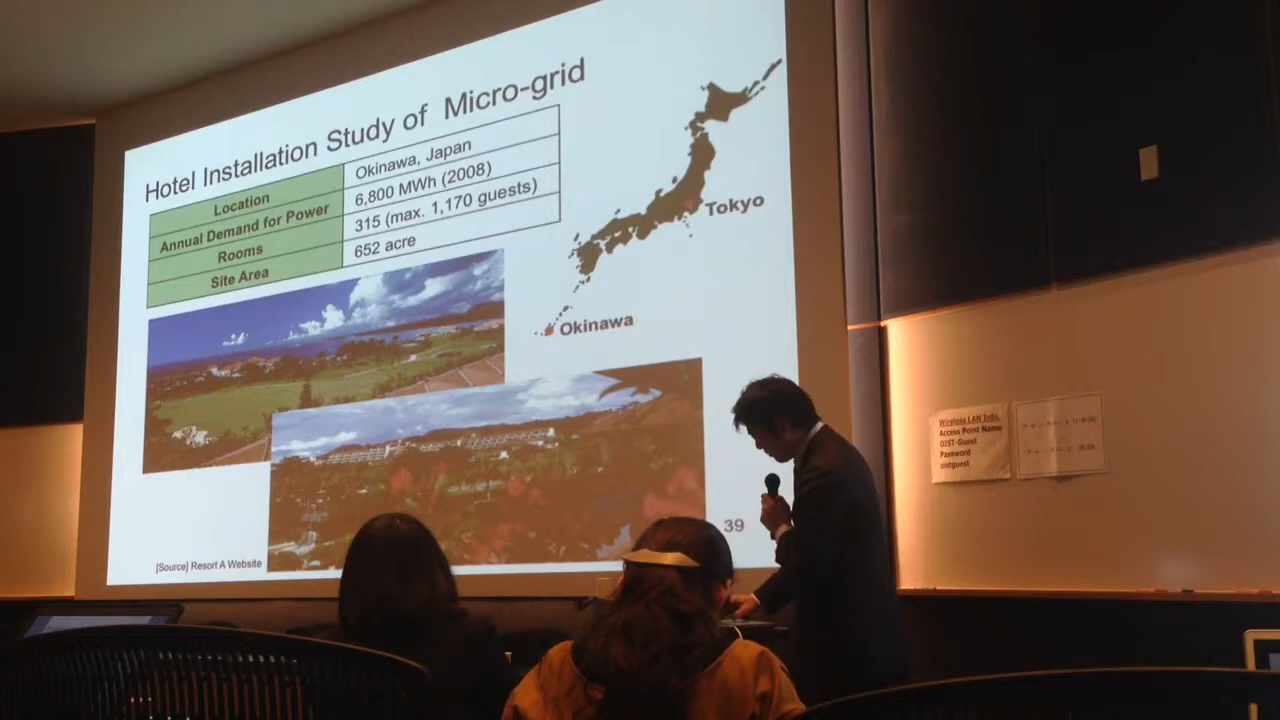 Hotel Installation Study of Micro-grid
Location
Okinawa, Japan
Annual Demand for Power
6,800 MWh (2008)
Rooms
315 (max. 1,170 guests)
Site Area
652 acre
Tokyo
Okinawa
[Source] Resort A Website
39
Wireless LAN Info.
Access Point Name
OIST-Guest
Password
oistguest